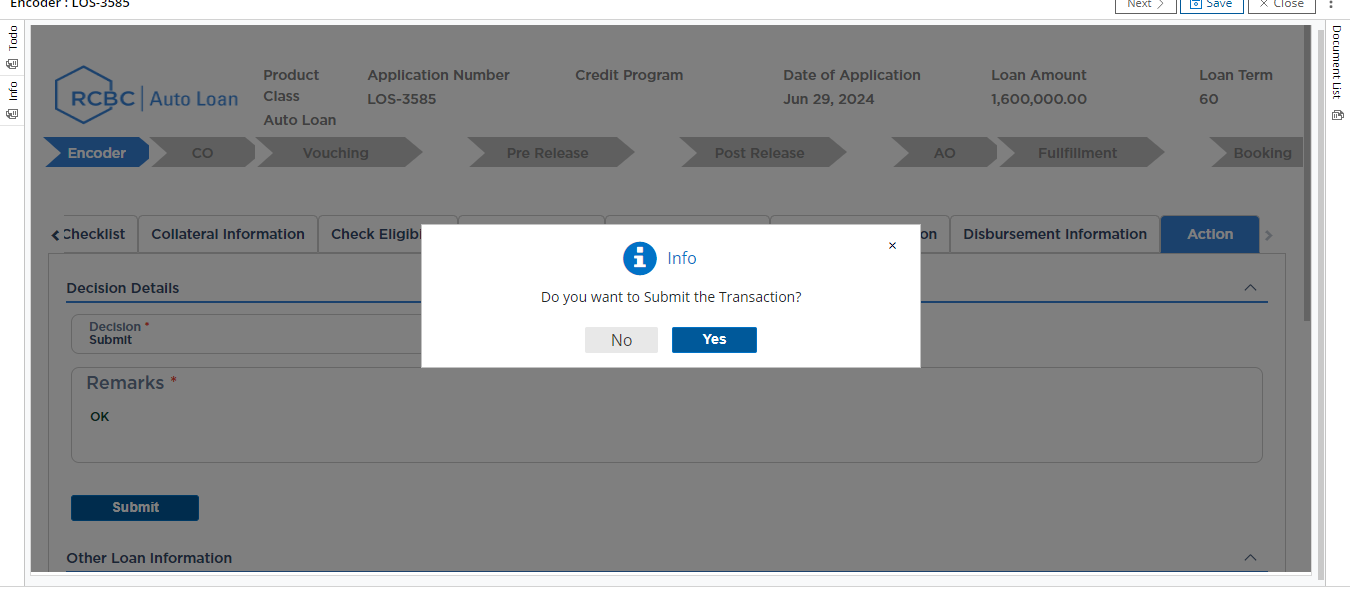 Encoder : LOS-3585
Next
Save
Close
Todo
Info
Document List
RCBC Auto Loan
Product
Class
Auto Loan
Application Number
LOS-3585
Credit Program
Date of Application
Jun 29, 2024
Loan Amount
1,600,000.00
Loan Term
60
Encoder
CO
Vouching
Pre Release
Post Release
AO
Fullfillment
Booking
Checklist
Collateral Information
Check Eligibi
on
Disbursement Information
Action
Info
Do you want to Submit the Transaction?
No
Yes
Decision Details
Decision *
Submit
Remarks *
OK
Submit
Other Loan Information